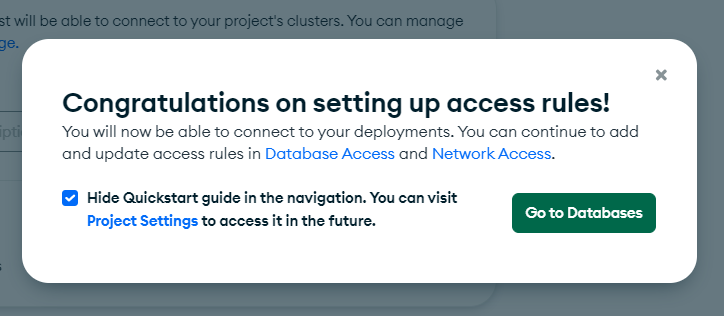 st will be able to connect to your project's clusters. You can manage
ge.
Congratulations on setting up access rules!
You will now be able to connect to your deployments. You can continue to add
and update access rules in Database Access and Network Access.
Hide Quickstart guide in the navigation. You can visit
Project Settings to access it in the future.
Go to Databases